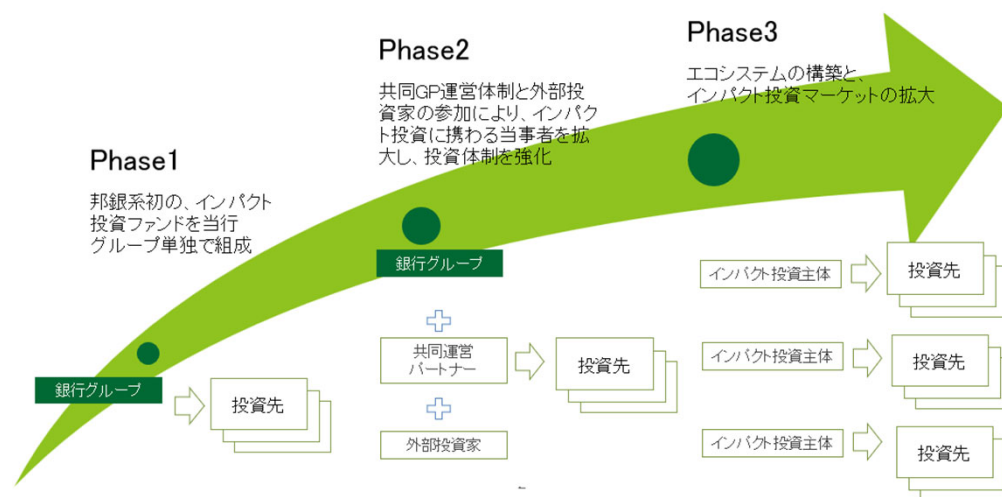 Phase1
邦銀系初の、インパクト
投資ファンドを当行
グループ単独で組成
銀行グループ
投資先
Phase2
共同GP運営体制と外部投
資家の参加により、インパク
ト投資に携わる当事者を拡
大し、投資体制を強化
銀行グループ
共同運営
パートナー
外部投資家
投資先
Phase3
エコシステムの構築と、
インパクト投資マーケットの拡大
インパクト投資主体
投資先
インパクト投資主体
投資先
インパクト投資主体
投資先